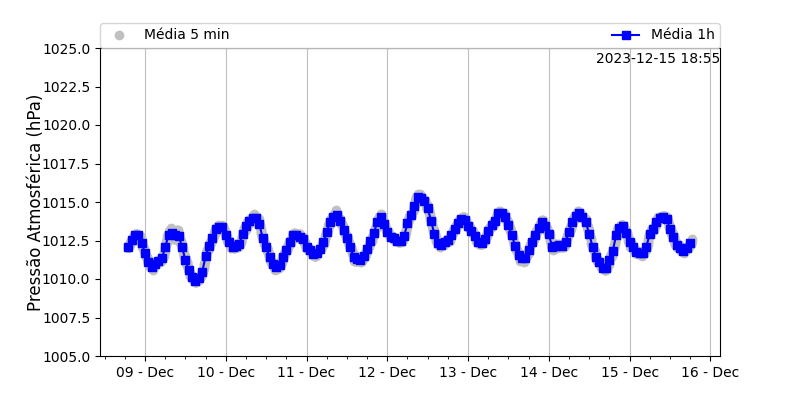 Média 5 min
Média 1h
2023-12-15 18:55
Pressão Atmosférica (hPa)
1025.0
1022.5
1020.0
1017.5
1015.0
1012.5
1010.0
1007.5
1005.0
09 - Dec
10 - Dec
11 - Dec
12 - Dec
13 - Dec
14 - Dec
15 - Dec
16 - Dec